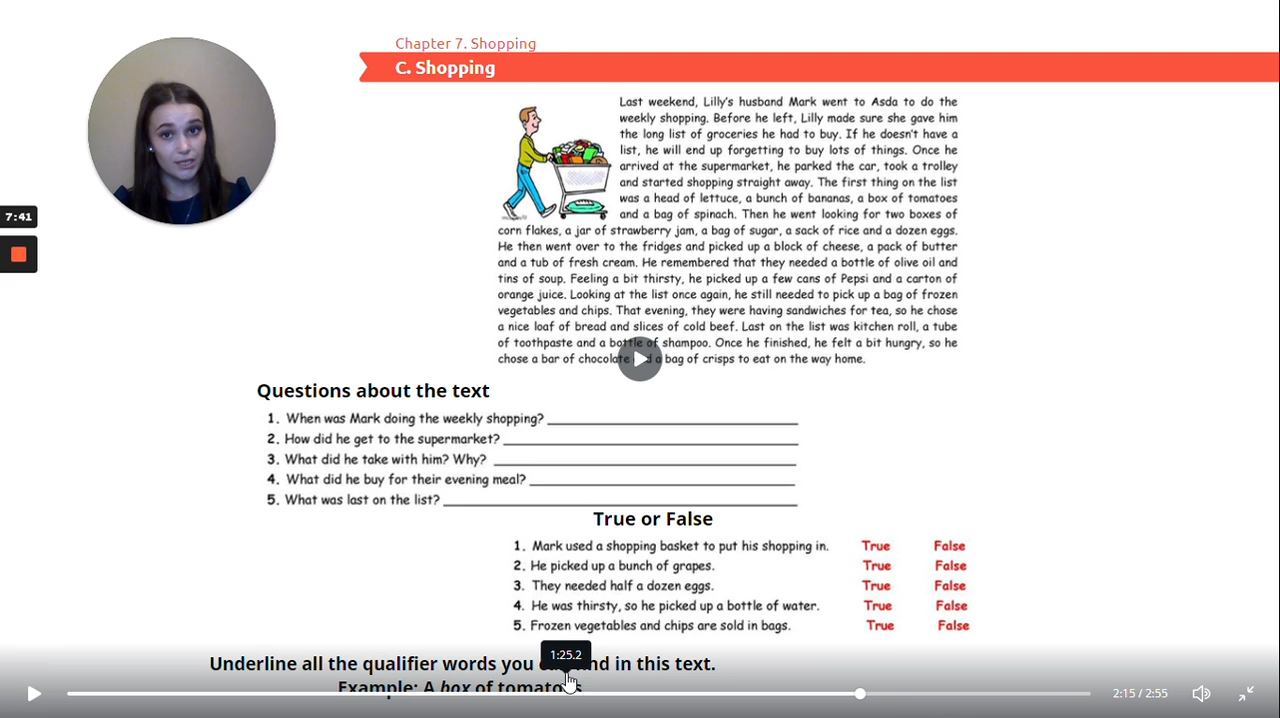 Chapter 7. Shopping
C. Shopping
Last weekend, Lilly's husband Mark went to Asda to do the
weekly shopping. Before he left, Lilly made sure she gave him
the long list of groceries he had to buy. If he doesn't have a
list, he will end up forgetting to buy lots of things. Once he
arrived at the supermarket, he parked the car, took a trolley
and started shopping straight away. The first thing on the list
was a head of lettuce, a bunch of bananas, a box of tomatoes
and a bag of spinach. Then he went looking for two boxes of
corn flakes, a jar of strawberry jam, a bag of sugar, a sack of rice and a dozen eggs.
He then went over to the fridges and picked up a block of cheese, a pack of butter
and a tub of fresh cream. He remembered that they needed a bottle of olive oil and
tins of soup. Feeling a bit thirsty, he picked up a few cans of Pepsi and a carton of
orange juice. Looking at the list once again, he still needed to pick up a bag of frozen
vegetables and chips. That evening, they were having sandwiches for tea, so he chose
a nice loaf of bread and slices of cold beef. Last on the list was kitchen roll, a tube
of toothpaste and a bottle of shampoo. Once he finished, he felt a bit hungry, so he
chose a bar of chocolate a bag of crisps to eat on the way home.
7:41
Questions about the text
1. When was Mark doing the weekly shopping?
2. How did he get to the supermarket?
3. What did he take with him? Why?
4. What did he buy for their evening meal?
5. What was last on the list?
True or False
1. Mark used a shopping basket to put his shopping in. True False
2. He picked up a bunch of grapes. True False
3. They needed half a dozen eggs. True False
4. He was thirsty, so he picked up a bottle of water. True False
5. Frozen vegetables and chips are sold in bags. True False
1:25.2
Underline all the qualifier words you in this text.
Example: A box of tomatoes
2:15 / 2:55